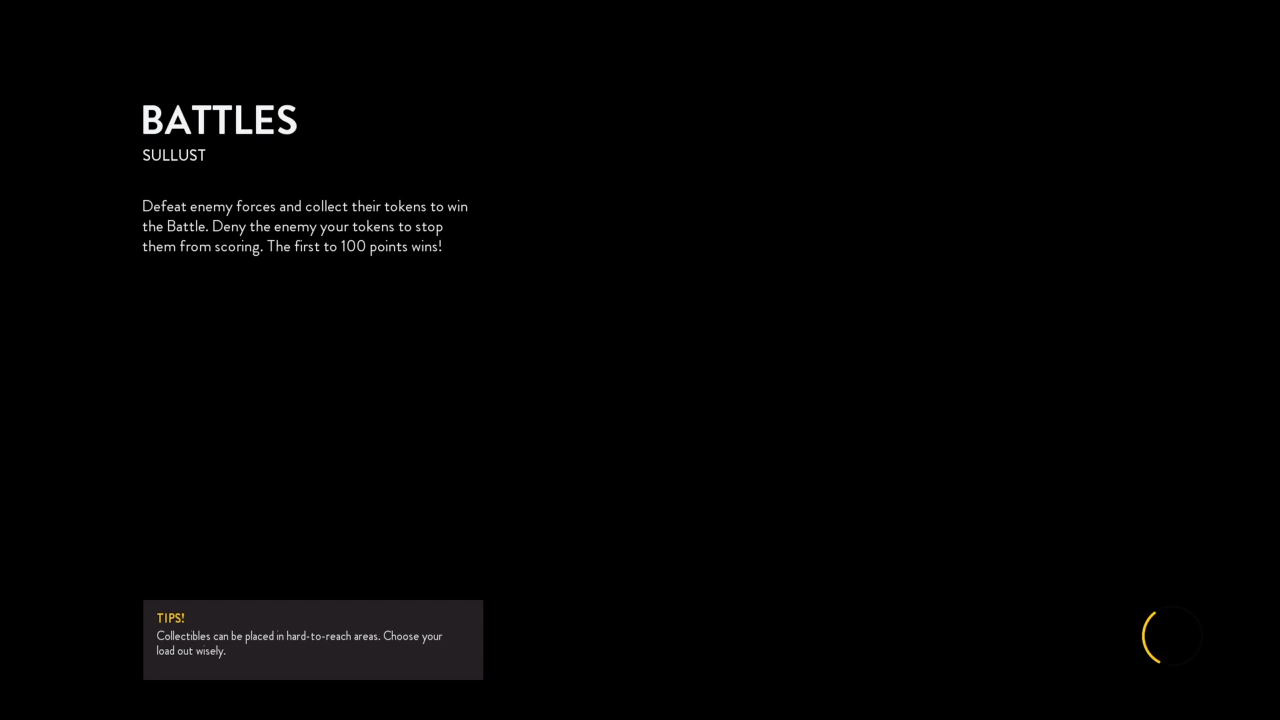 BATTLES
SULLUST
Defeat enemy forces and collect their tokens to win
the Battle. Deny the enemy your tokens to stop
them from scoring. The first to 100 points wins!
TIPS!
Collectibles can be placed in hard-to-reach areas. Choose your
load out wisely.